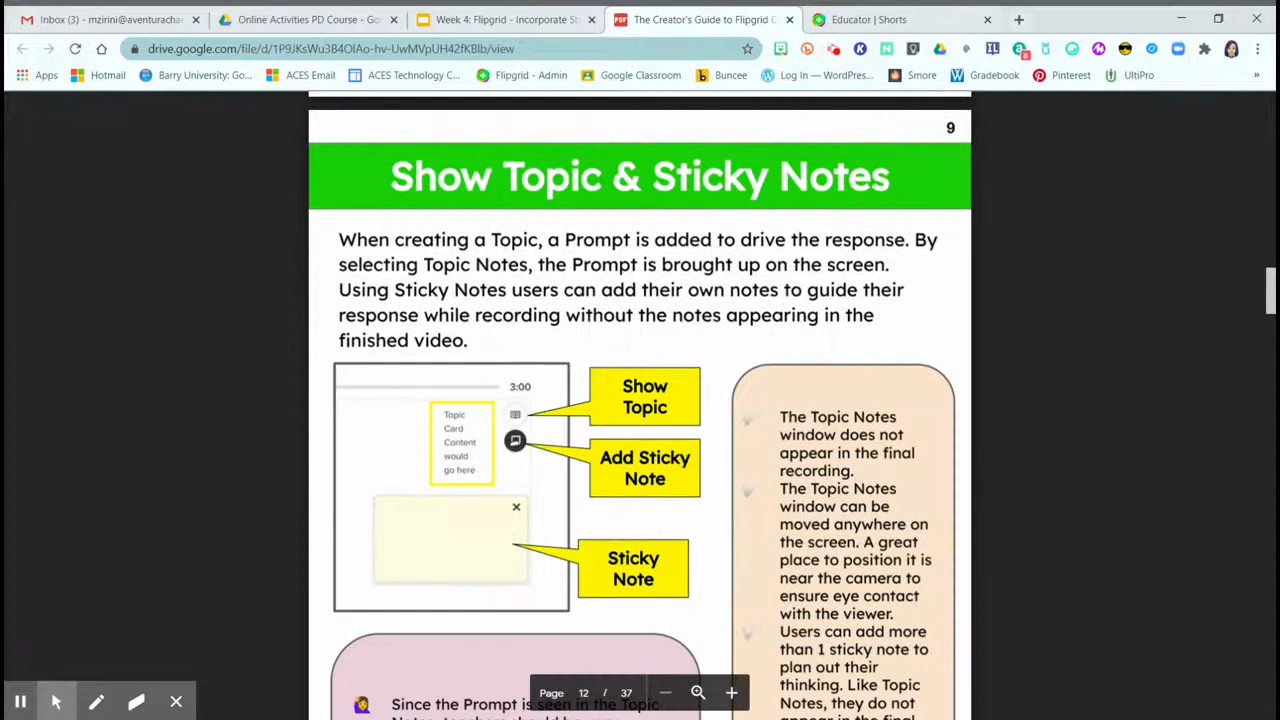 Inbox (3) - mzirini@aventuracha
Online Activities PD Course - Go
Week 4: Flipgrid - Incorporate St
PDF
The Creator's Guide to Flipgrid C
Educator | Shorts
drive.google.com/file/d/1P9JKsWu3B4OIAo-hv-UwMVpUH42fKBIb/view
Apps
Hotmail
Barry University: Go...
ACES Email
ACES Technology C...
Flipgrid - Admin
Google Classroom
Buncee
Log In — WordPres...
Smore
Gradebook
Pinterest
UltiPro
»
9
Show Topic & Sticky Notes
When creating a Topic, a Prompt is added to drive the response. By
selecting Topic Notes, the Prompt is brought up on the screen.
Using Sticky Notes users can add their own notes to guide their
response while recording without the notes appearing in the
finished video.
3:00
Topic
Card
Content
would
go here
Show
Topic
Add Sticky
Note
Sticky
Note
The Topic Notes
window does not
appear in the final
recording.
The Topic Notes
window can be
moved anywhere on
the screen. A great
place to position it is
near the camera to
ensure eye contact
with the viewer.
Users can add more
than 1 sticky note to
plan out their
thinking. Like Topic
Notes, they do not
appear in the final
Since the Prompt is seen in the Topic
Page 12 / 37